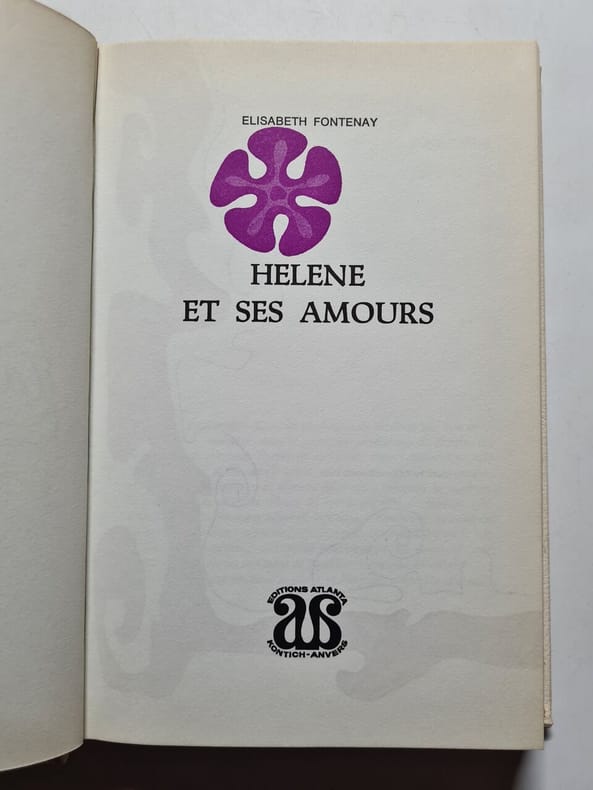 ELISABETH FONTENAY
HELENE
ET SES AMOURS
EDITIONS ATLANTA
KONTICH-ANVERS